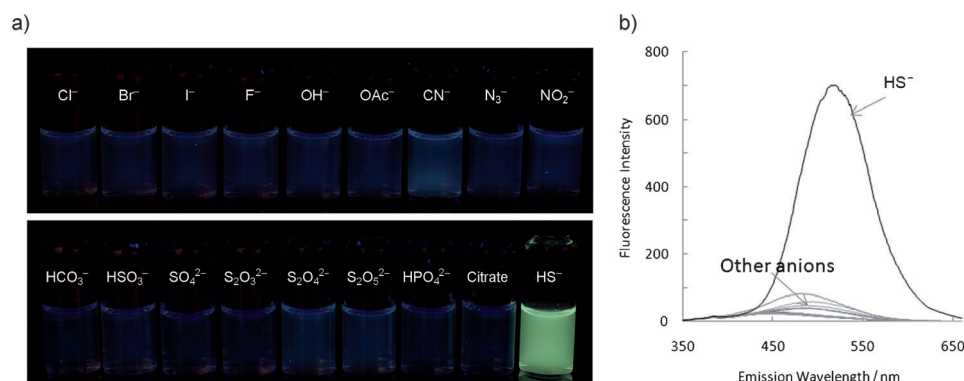 a)
Cl⁻ Br⁻ I⁻ F⁻ OH⁻ OAc⁻ CN⁻ N₃⁻ NO₂⁻
HCO₃⁻ HSO₃⁻ SO₄²⁻ S₂O₃²⁻ S₂O₄²⁻ S₂O₅²⁻ HPO₄²⁻ Citrate HS⁻
b)
800
600
400
200
0
Fluorescence Intensity
HS⁻
Other anions
350 450 550 650
Emission Wavelength / nm